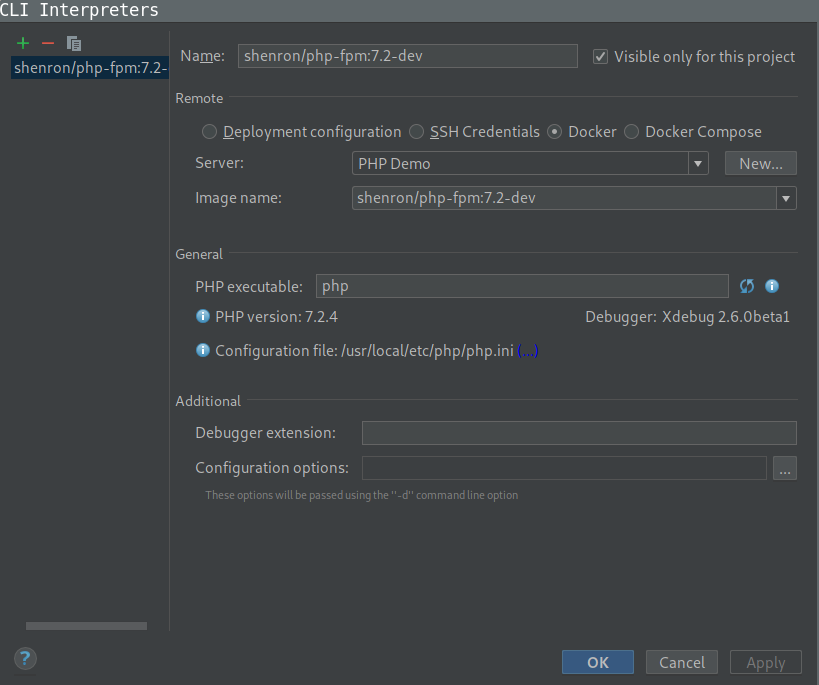 CLI Interpreters
shenron/php-fpm:7.2-
Name: shenron/php-fpm:7.2-dev Visible only for this project
Remote
Deployment configuration SSH Credentials Docker Docker Compose
Server: PHP Demo New...
Image name: shenron/php-fpm:7.2-dev
General
PHP executable: php
PHP version: 7.2.4 Debugger: Xdebug 2.6.0beta1
Configuration file: /usr/local/etc/php/php.ini (...)
Additional
Debugger extension:
Configuration options: ...
These options will be passed using the ''-d'' command line option
? OK Cancel Apply